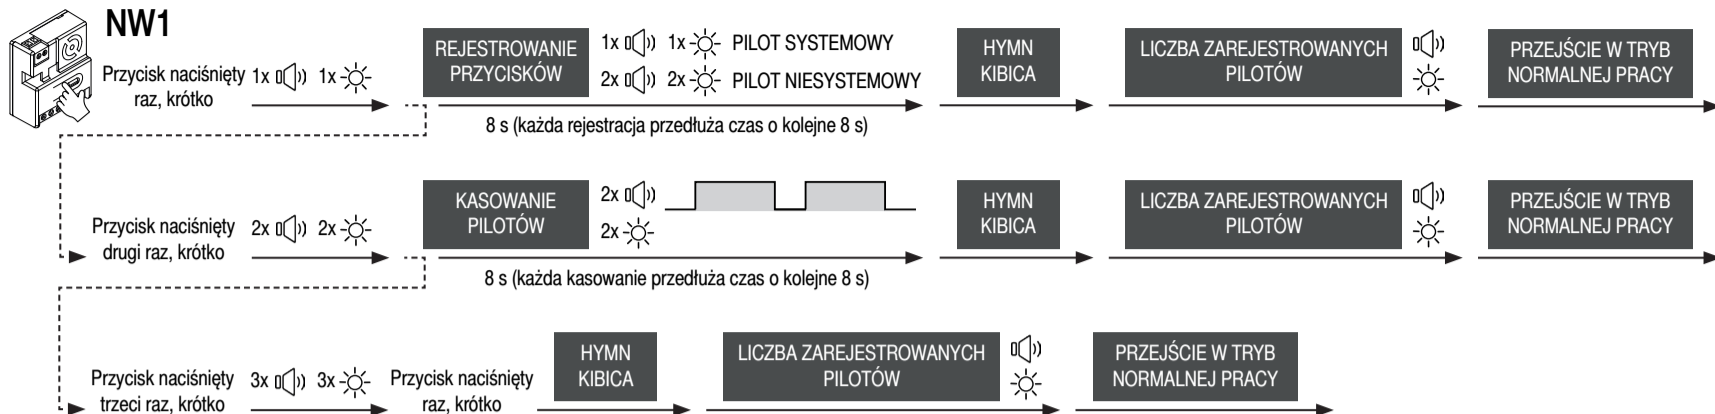 NW1
Przycisk naciśnięty
raz, krótko
1x 1x
REJESTROWANIE
PRZYCISKÓW
1x 1x PILOT SYSTEMOWY
2x 2x PILOT NIESYSTEMOWY
8 s (każda rejestracja przedłuża czas o kolejne 8 s)
HYMN
KIBICA
LICZBA ZAREJESTROWANYCH
PILOTÓW
PRZEJŚCIE W TRYB
NORMALNEJ PRACY
Przycisk naciśnięty
drugi raz, krótko
2x 2x
KASOWANIE
PILOTÓW
2x
2x
8 s (każda kasowanie przedłuża czas o kolejne 8 s)
HYMN
KIBICA
LICZBA ZAREJESTROWANYCH
PILOTÓW
PRZEJŚCIE W TRYB
NORMALNEJ PRACY
Przycisk naciśnięty
trzeci raz, krótko
3x 3x
Przycisk naciśnięty
raz, krótko
HYMN
KIBICA
LICZBA ZAREJESTROWANYCH
PILOTÓW
PRZEJŚCIE W TRYB
NORMALNEJ PRACY